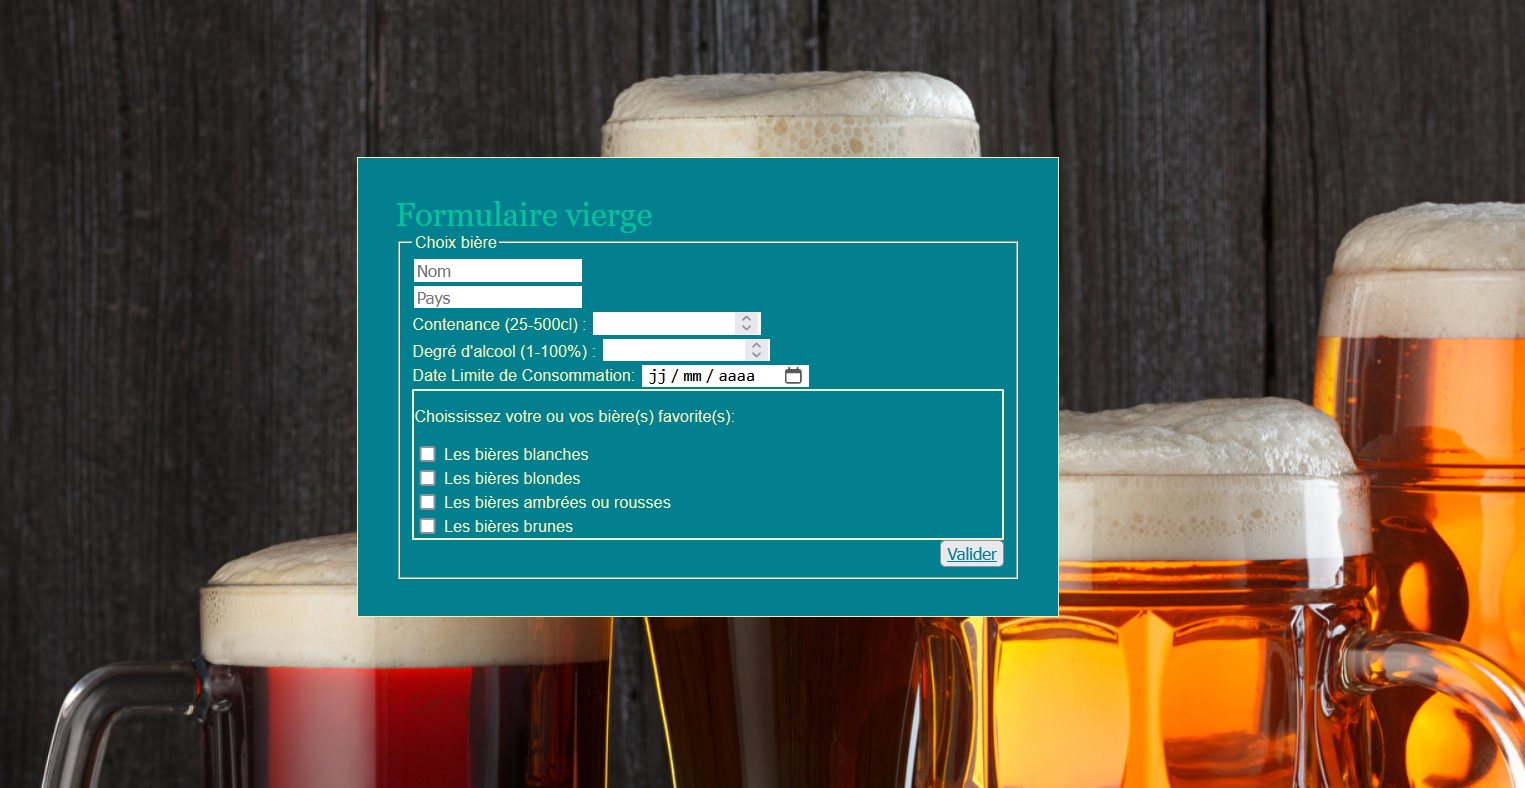 Formulaire vierge
Choix bière
Nom
Pays
Contenance (25-500cl) :
Degré d'alcool (1-100%) :
Date Limite de Consommation: jj / mm / aaaa
Choississez votre ou vos bière(s) favorite(s):
Les bières blanches
Les bières blondes
Les bières ambrées ou rousses
Les bières brunes
Valider